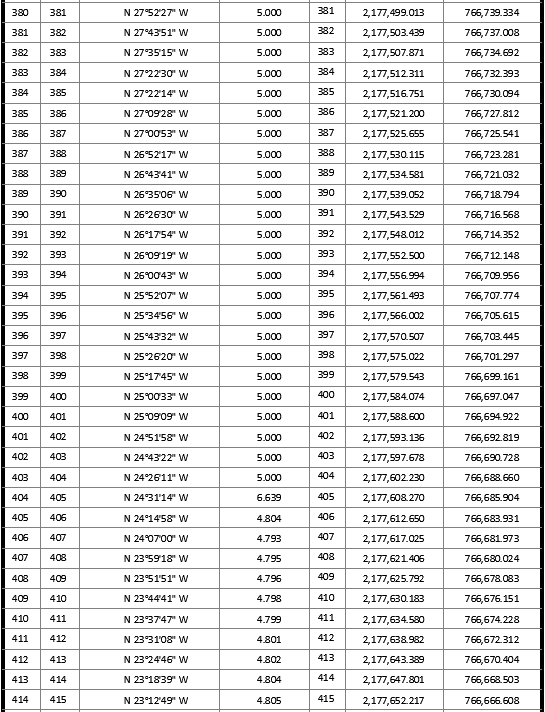 380 381 N 27°52'27" W 5.000 381 2,177,499.013 766,739.334
381 382 N 27°43'51" W 5.000 382 2,177,503.439 766,737.008
382 383 N 27°35'15" W 5.000 383 2,177,507.871 766,734.692
383 384 N 27°22'30" W 5.000 384 2,177,512.311 766,732.393
384 385 N 27°22'14" W 5.000 385 2,177,516.751 766,730.094
385 386 N 27°09'28" W 5.000 386 2,177,521.200 766,727.812
386 387 N 27°00'53" W 5.000 387 2,177,525.655 766,725.541
387 388 N 26°52'17" W 5.000 388 2,177,530.115 766,723.281
388 389 N 26°43'41" W 5.000 389 2,177,534.581 766,721.032
389 390 N 26°35'06" W 5.000 390 2,177,539.052 766,718.794
390 391 N 26°26'30" W 5.000 391 2,177,543.529 766,716.568
391 392 N 26°17'54" W 5.000 392 2,177,548.012 766,714.352
392 393 N 26°09'19" W 5.000 393 2,177,552.500 766,712.148
393 394 N 26°00'43" W 5.000 394 2,177,556.994 766,709.956
394 395 N 25°52'07" W 5.000 395 2,177,561.493 766,707.774
395 396 N 25°34'56" W 5.000 396 2,177,566.002 766,705.615
396 397 N 25°43'32" W 5.000 397 2,177,570.507 766,703.445
397 398 N 25°26'20" W 5.000 398 2,177,575.022 766,701.297
398 399 N 25°17'45" W 5.000 399 2,177,579.543 766,699.161
399 400 N 25°00'33" W 5.000 400 2,177,584.074 766,697.047
400 401 N 25°09'09" W 5.000 401 2,177,588.600 766,694.922
401 402 N 24°51'58" W 5.000 402 2,177,593.136 766,692.819
402 403 N 24°43'22" W 5.000 403 2,177,597.678 766,690.728
403 404 N 24°26'11" W 5.000 404 2,177,602.230 766,688.660
404 405 N 24°31'14" W 6.639 405 2,177,608.270 766,685.904
405 406 N 24°14'58" W 4.804 406 2,177,612.650 766,683.931
406 407 N 24°07'00" W 4.793 407 2,177,617.025 766,681.973
407 408 N 23°59'18" W 4.795 408 2,177,621.406 766,680.024
408 409 N 23°51'51" W 4.796 409 2,177,625.792 766,678.083
409 410 N 23°44'41" W 4.798 410 2,177,630.183 766,676.151
410 411 N 23°37'47" W 4.799 411 2,177,634.580 766,674.228
411 412 N 23°31'08" W 4.801 412 2,177,638.982 766,672.312
412 413 N 23°24'46" W 4.802 413 2,177,643.389 766,670.404
413 414 N 23°18'39" W 4.804 414 2,177,647.801 766,668.503
414 415 N 23°12'49" W 4.805 415 2,177,652.217 766,666.608